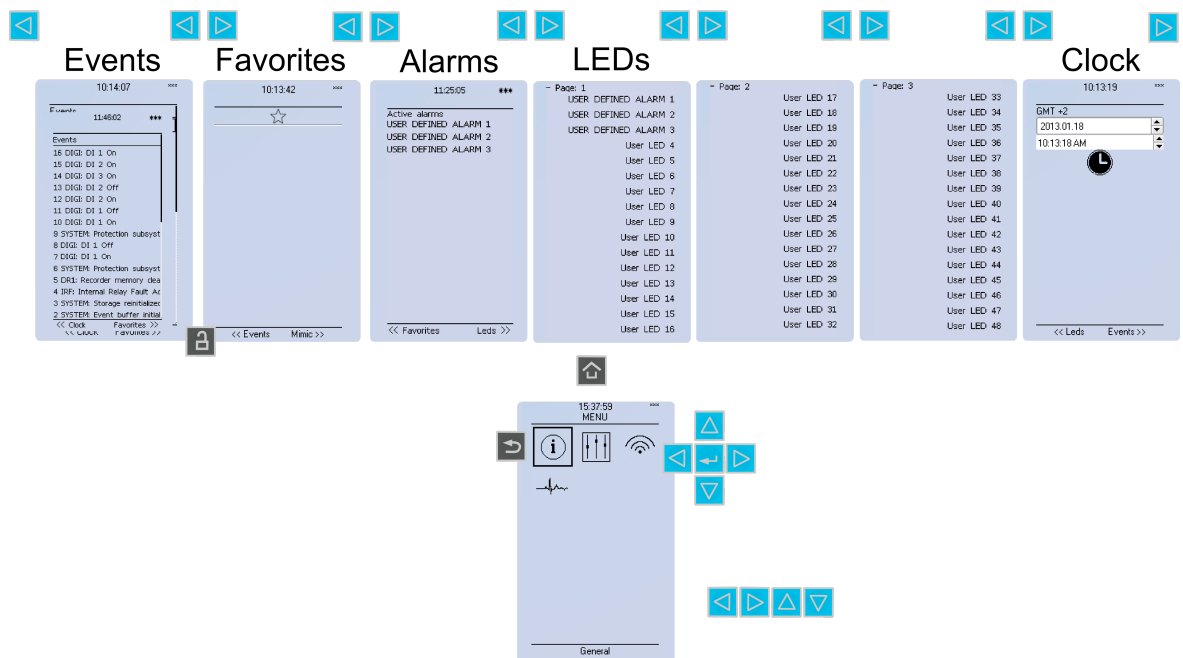 Events
10:14:07 ***
Events
11:46:02 ***
Events
16 DIGI: DI 1 On
15 DIGI: DI 2 On
14 DIGI: DI 3 On
13 DIGI: DI 2 Off
12 DIGI: DI 2 On
11 DIGI: DI 1 Off
10 DIGI: DI 1 On
9 SYSTEM: Protection subsyst
8 DIGI: DI 1 Off
7 DIGI: DI 1 On
6 SYSTEM: Protection subsyst
5 DR1: Recorder memory clea
4 IRF: Internal Relay Fault Ac
3 SYSTEM: Storage reinitialized
2 SYSTEM: Event buffer initial
<< Clock Favorites >>
<< Clock Favorites >>
Favorites
10:13:42 ***
<< Events Mimic >>
Alarms
11:25:05 ***
Active alarms
USER DEFINED ALARM 1
USER DEFINED ALARM 2
USER DEFINED ALARM 3
<< Favorites Leds >>
LEDs
- Page: 1
USER DEFINED ALARM 1
USER DEFINED ALARM 2
USER DEFINED ALARM 3
User LED 4
User LED 5
User LED 6
User LED 7
User LED 8
User LED 9
User LED 10
User LED 11
User LED 12
User LED 13
User LED 14
User LED 15
User LED 16
- Page: 2
User LED 17
User LED 18
User LED 19
User LED 20
User LED 21
User LED 22
User LED 23
User LED 24
User LED 25
User LED 26
User LED 27
User LED 28
User LED 29
User LED 30
User LED 31
User LED 32
- Page: 3
User LED 33
User LED 34
User LED 35
User LED 36
User LED 37
User LED 38
User LED 39
User LED 40
User LED 41
User LED 42
User LED 43
User LED 44
User LED 45
User LED 46
User LED 47
User LED 48
Clock
10:13:19 ***
GMT +2
2013.01.18
10:13:18 AM
<< Leds Events >>
15:37:59 ***
MENU
General